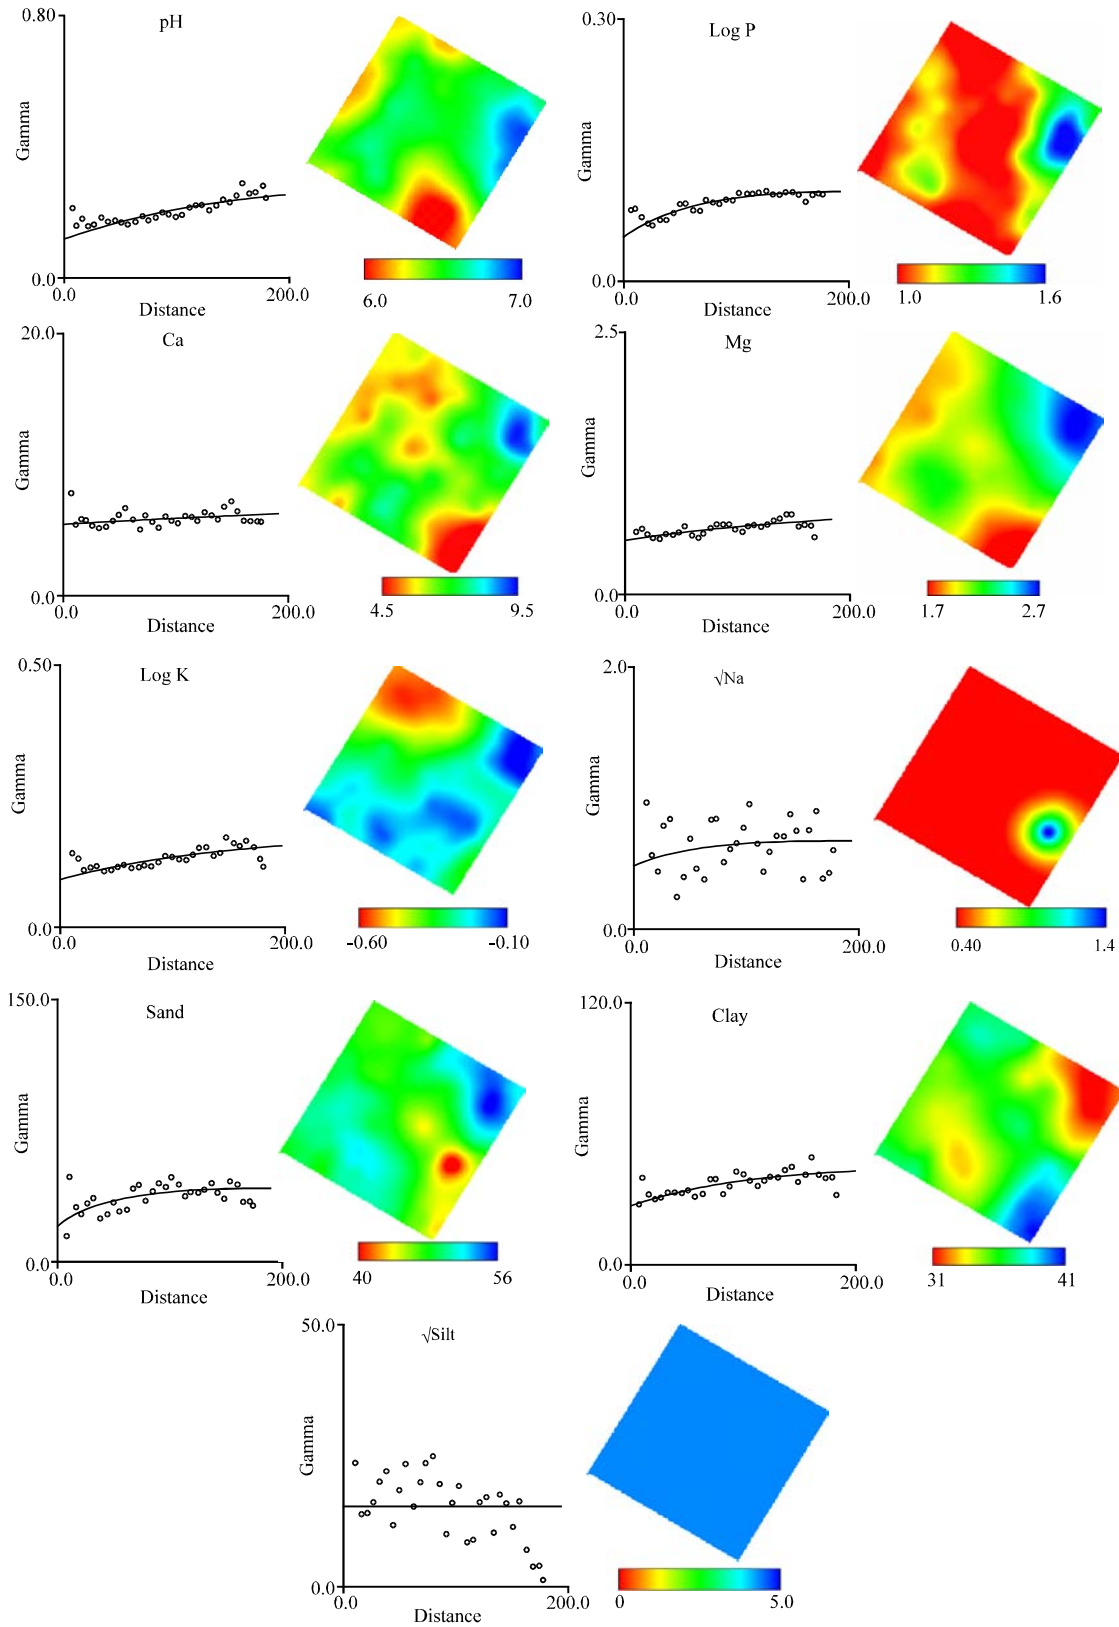 0.80
pH
Gamma
0.0
0.0
200.0
Distance
6.0
7.0
0.30
Log P
Gamma
0.0
0.0
200.0
Distance
1.0
1.6
20.0
Ca
Gamma
0.0
0.0
200.0
Distance
4.5
9.5
2.5
Mg
Gamma
0.0
0.0
200.0
Distance
1.7
2.7
0.50
Log K
Gamma
0.0
0.0
200.0
Distance
-0.60
-0.10
2.0
√Na
Gamma
0.0
0.0
200.0
Distance
0.40
1.4
150.0
Sand
Gamma
0.0
0.0
200.0
Distance
40
56
120.0
Clay
Gamma
0.0
0.0
200.0
Distance
31
41
50.0
√Silt
Gamma
0.0
0.0
200.0
Distance
0
5.0